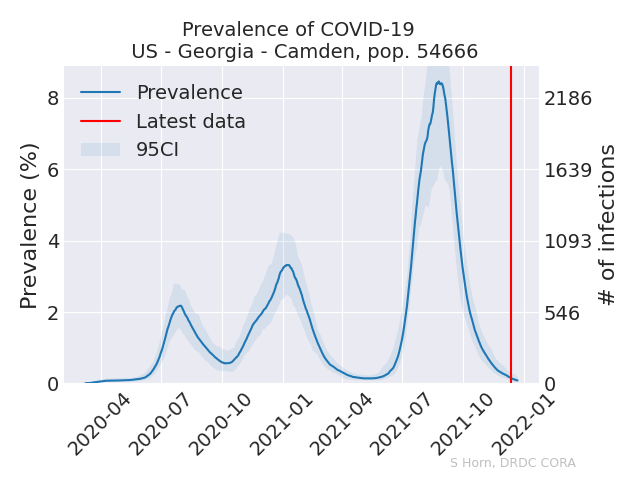 Prevalence of COVID-19
US - Georgia - Camden, pop. 54666
Prevalence
Latest data
95CI
Prevalence (%)
8
6
4
2
0
# of infections
2186
1639
1093
546
0
2020-04
2020-07
2020-10
2021-01
2021-04
2021-07
2021-10
2022-01
S Horn, DRDC CORA